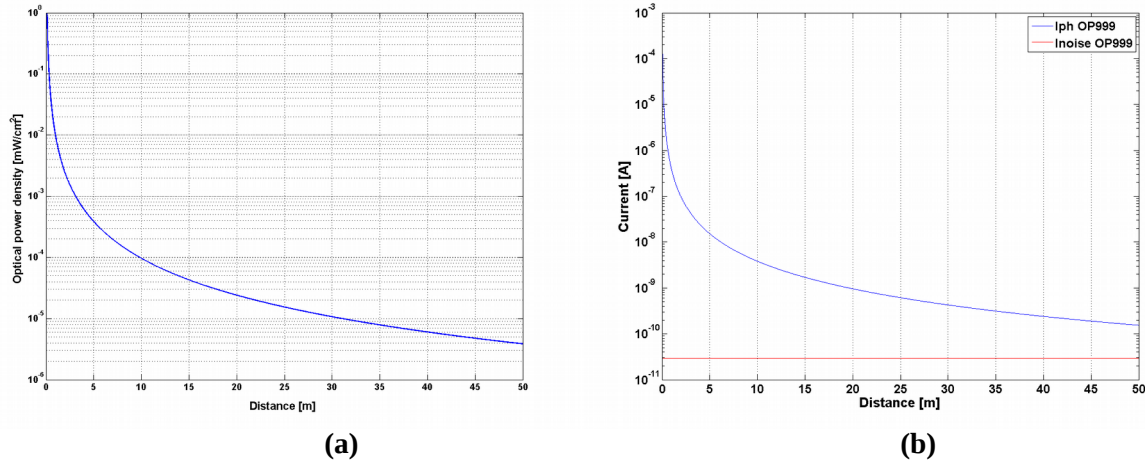 Optical power density [mW/cm²]
10⁰
10⁻¹
10⁻²
10⁻³
10⁻⁴
10⁻⁵
10⁻⁶
0 5 10 15 20 25 30 35 40 45 50
Distance [m]
(a)
Current [A]
10⁻³
10⁻⁴
10⁻⁵
10⁻⁶
10⁻⁷
10⁻⁸
10⁻⁹
10⁻¹⁰
10⁻¹¹
Iph OP999
Inoise OP999
0 5 10 15 20 25 30 35 40 45 50
Distance [m]
(b)